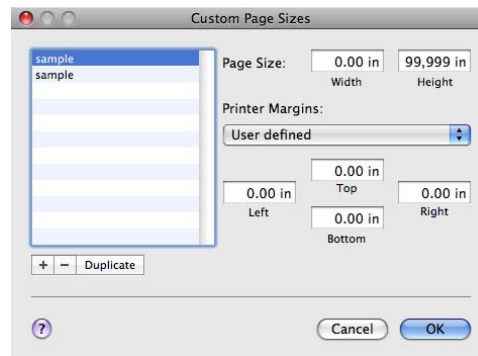 Custom Page Sizes
sample
sample
Page Size:
0.00 in
99,999 in
Width
Height
Printer Margins:
User defined
0.00 in
Top
0.00 in
0.00 in
Left
Right
0.00 in
Bottom
+ − Duplicate
?
Cancel
OK